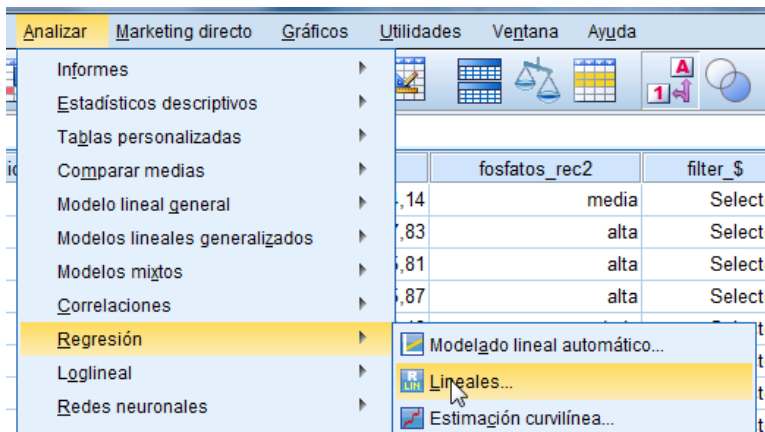 Analizar Marketing directo Gráficos Utilidades Ventana Ayuda
Informes
Estadísticos descriptivos
Tablas personalizadas
Comparar medias fosfatos_rec2 filter_$
Modelo lineal general ,14 media Select
Modelos lineales generalizados ,83 alta Select
Modelos mixtos ,81 alta Select
Correlaciones ,87 alta Select
Regresión Modelado lineal automático...
Loglineal Lineales...
Redes neuronales Estimación curvilínea...